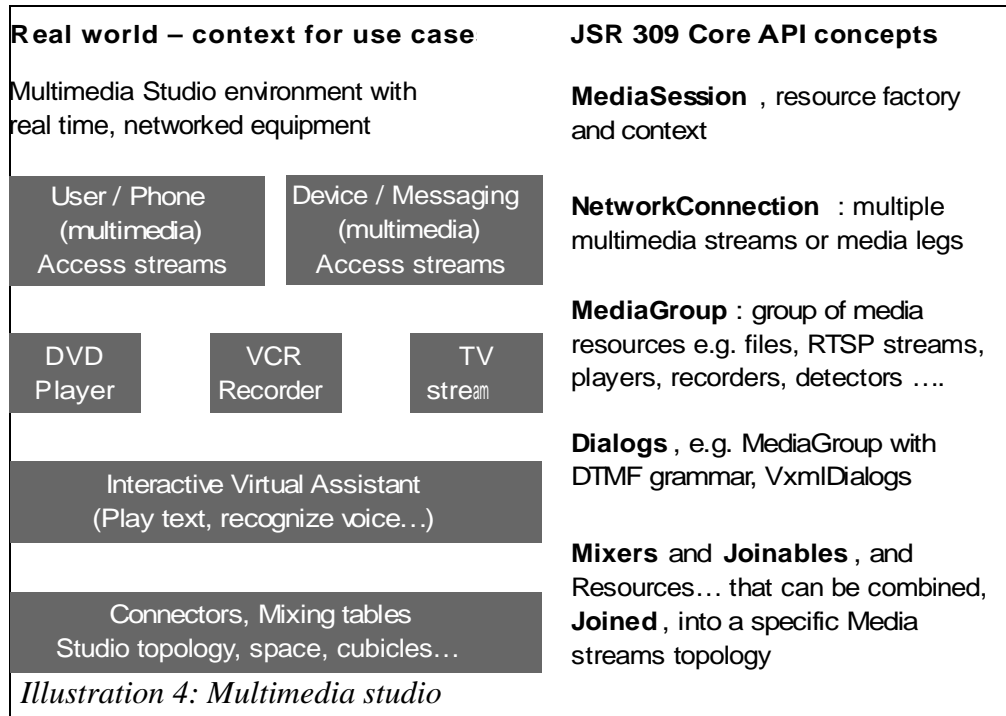 Real world – context for use case
Multimedia Studio environment with
real time, networked equipment
User / Phone
(multimedia)
Access streams
Device / Messaging
(multimedia)
Access streams
DVD
Player
VCR
Recorder
TV
stream
Interactive Virtual Assistant
(Play text, recognize voice…)
Connectors, Mixing tables
Studio topology, space, cubicles…
Illustration 4: Multimedia studio
JSR 309 Core API concepts
MediaSession , resource factory
and context
NetworkConnection : multiple
multimedia streams or media legs
MediaGroup : group of media
resources e.g. files, RTSP streams,
players, recorders, detectors ….
Dialogs , e.g. MediaGroup with
DTMF grammar, VxmlDialogs
Mixers and Joinables , and
Resources… that can be combined,
Joined , into a specific Media
streams topology